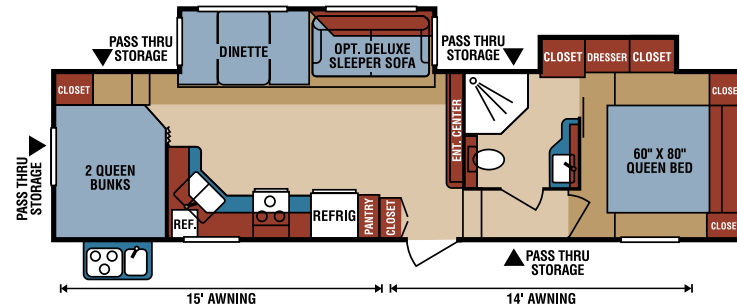 PASS THRU
STORAGE
DINETTE
OPT. DELUXE
SLEEPER SOFA
PASS THRU
STORAGE
CLOSET
DRESSER
CLOSET
CLOSET
CLOSET
ENT. CENTER
2 QUEEN
BUNKS
60" X 80"
QUEEN BED
PASS THRU
STORAGE
REF.
REFRIG
PANTRY
CLOSET
CLOSET
PASS THRU
STORAGE
15' AWNING
14' AWNING